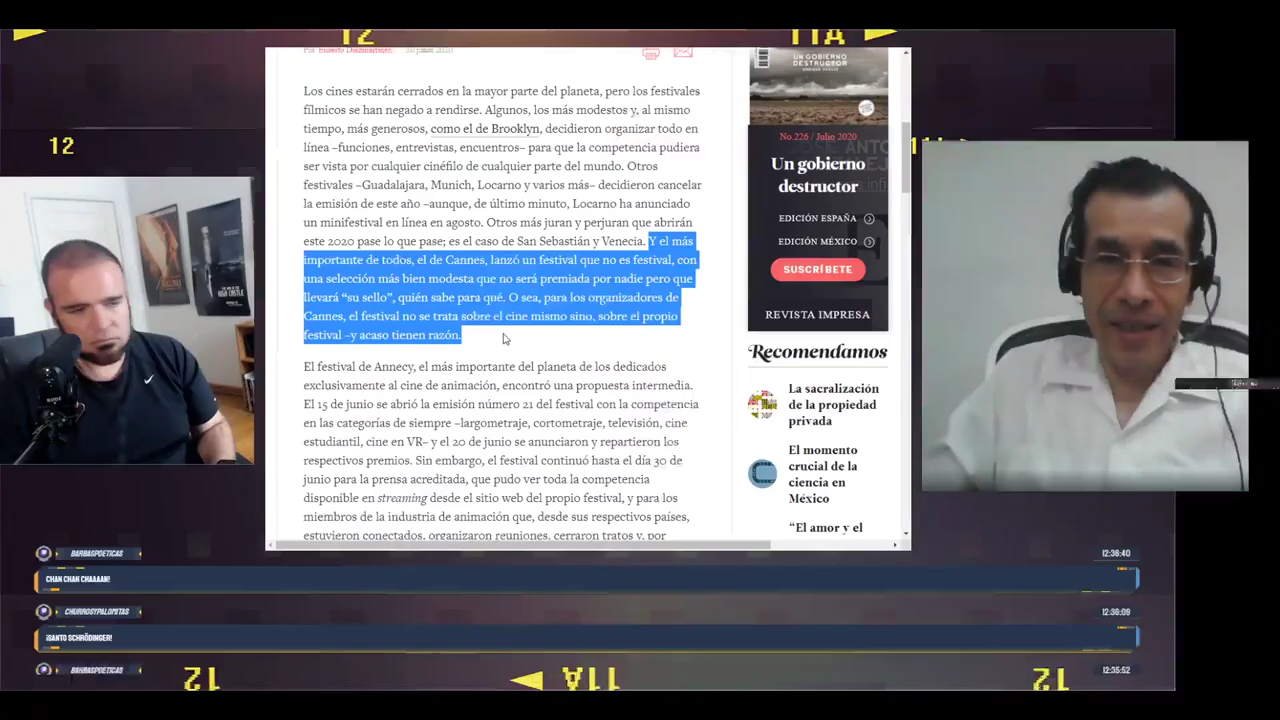 12
11A
Los cines estarán cerrados en la mayor parte del planeta, pero los festivales
fílmicos se han negado a rendirse. Algunos, los más modestos y, al mismo
tiempo, más generosos, como el de Brooklyn, decidieron organizar todo en
línea –funciones, entrevistas, encuentros– para que la competencia pudiera
ser vista por cualquier cinéfilo de cualquier parte del mundo. Otros
festivales –Guadalajara, Munich, Locarno y varios más– decidieron cancelar
la emisión de este año –aunque, de último minuto, Locarno ha anunciado
un minifestival en línea en agosto. Otros más juran y perjuran que abrirán
este 2020 pase lo que pase; es el caso de San Sebastián y Venecia. Y el más
importante de todos, el de Cannes, lanzó un festival que no es festival, con
una selección más bien modesta que no será premiada por nadie pero que
llevará “su sello”, quién sabe para qué. O sea, para los organizadores de
Cannes, el festival no se trata sobre el cine mismo sino, sobre el propio
festival –y acaso tienen razón.
El festival de Annecy, el más importante del planeta de los dedicados
exclusivamente al cine de animación, encontró una propuesta intermedia.
El 15 de junio se abrió la emisión número 21 del festival con la competencia
en las categorías de siempre –largometraje, cortometraje, televisión, cine
estudiantil, cine en VR– y el 20 de junio se anunciaron y repartieron los
respectivos premios. Sin embargo, el festival continuó hasta el día 30 de
junio para la prensa acreditada, que pudo ver toda la competencia
disponible en streaming desde el sitio web del propio festival, y para los
miembros de la industria de animación que, desde sus respectivos países,
estuvieron conectados, organizaron reuniones, cerraron tratos y, por
UN GOBIERNO
DESTRUCTOR
No.226 / Julio 2020
Un gobierno
destructor
EDICIÓN ESPAÑA
EDICIÓN MÉXICO
SUSCRÍBETE
REVISTA IMPRESA
Recomendamos
La sacralización
de la propiedad
privada
El momento
crucial de la
ciencia en
México
“El amor y el
12
BARBASPOETICAS
12:36:40
CHAN CHAN CHAAAAN!
CHURROSYPALOMITAS
12:36:09
¡SANTO SCHRÖDINGER!
BARBASPOETICAS
12:35:52
12
11A
12